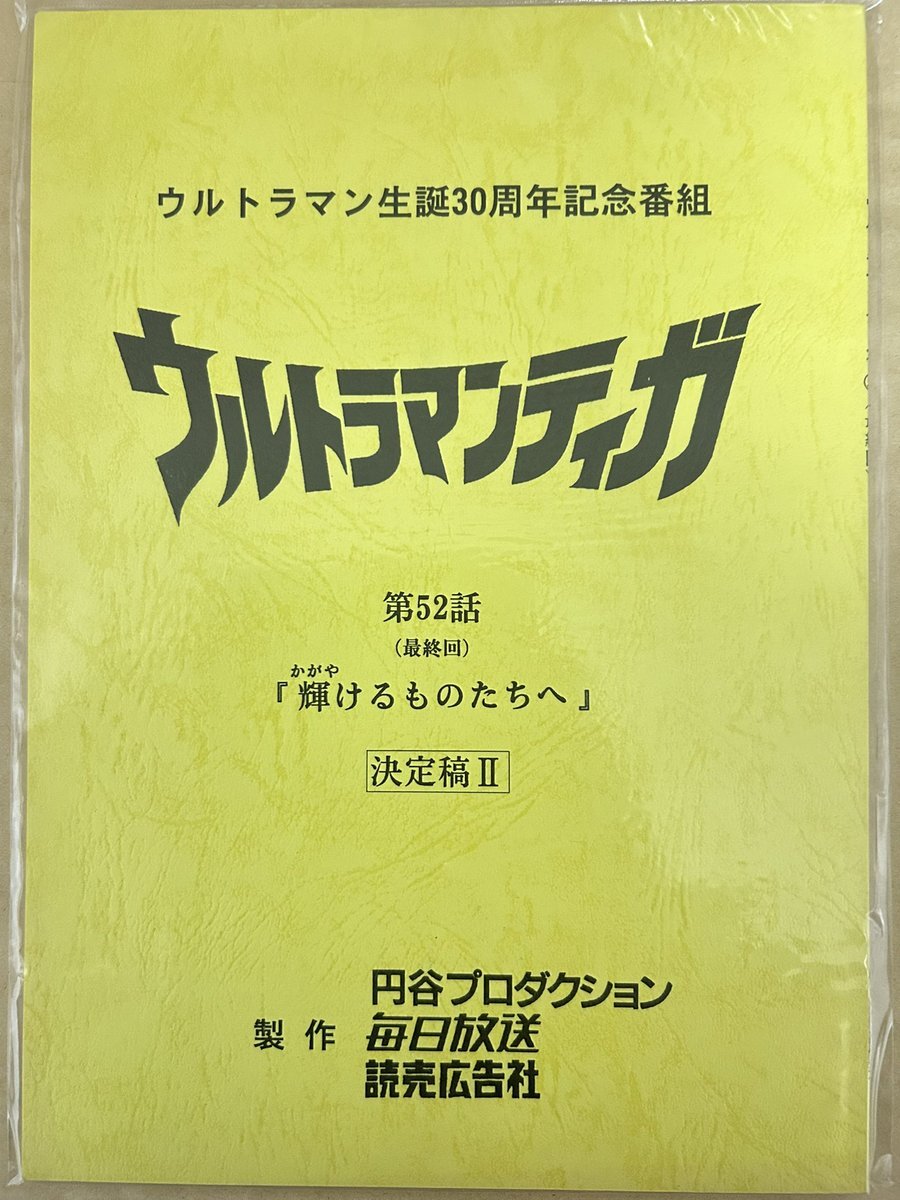 ウルトラマン生誕30周年記念番組
ウルトラマンティガ
第52話
(最終回)
かがや
『輝けるものたちへ』
決定稿Ⅱ
製作
円谷プロダクション
毎日放送
読売広告社